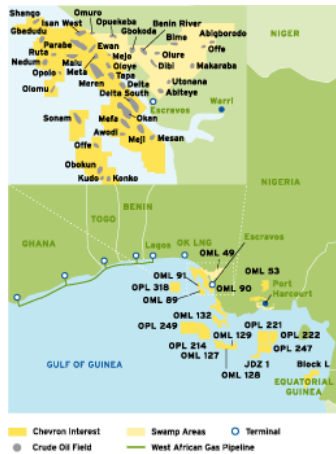 Shango
Omuro
Isan West
Opuekeba
Benin River
Gbedudu
Gbokoda
Abigborodo
Bime
Parabe
Ewan
Offe
Ruta
Mejo
Olure
Malu
Oloye
Nedum
Meta
Dibi
Makaraba
Opolo
Tapa
Meren
Delta
Utonana
Olomu
Abiteye
Delta South
Escravos
Warri
Sonam
Mefa
Okan
Awodi
Meji
Mesan
Offe
Obokun
Kudo
Konko
NIGER
NIGERIA
BENIN
TOGO
GHANA
Lagos
OK LNG
Escravos
OML 49
OML 91
OML 53
OPL 318
OML 90
Port
Harcourt
OML 89
OML 132
OPL 249
OML 129
OPL 221
OPL 222
OPL 214
OPL 247
OML 127
JDZ 1
Block L
OML 128
GULF OF GUINEA
EQUATORIAL
GUINEA
Chevron Interest
Swamp Areas
Terminal
Crude Oil Field
West African Gas Pipeline